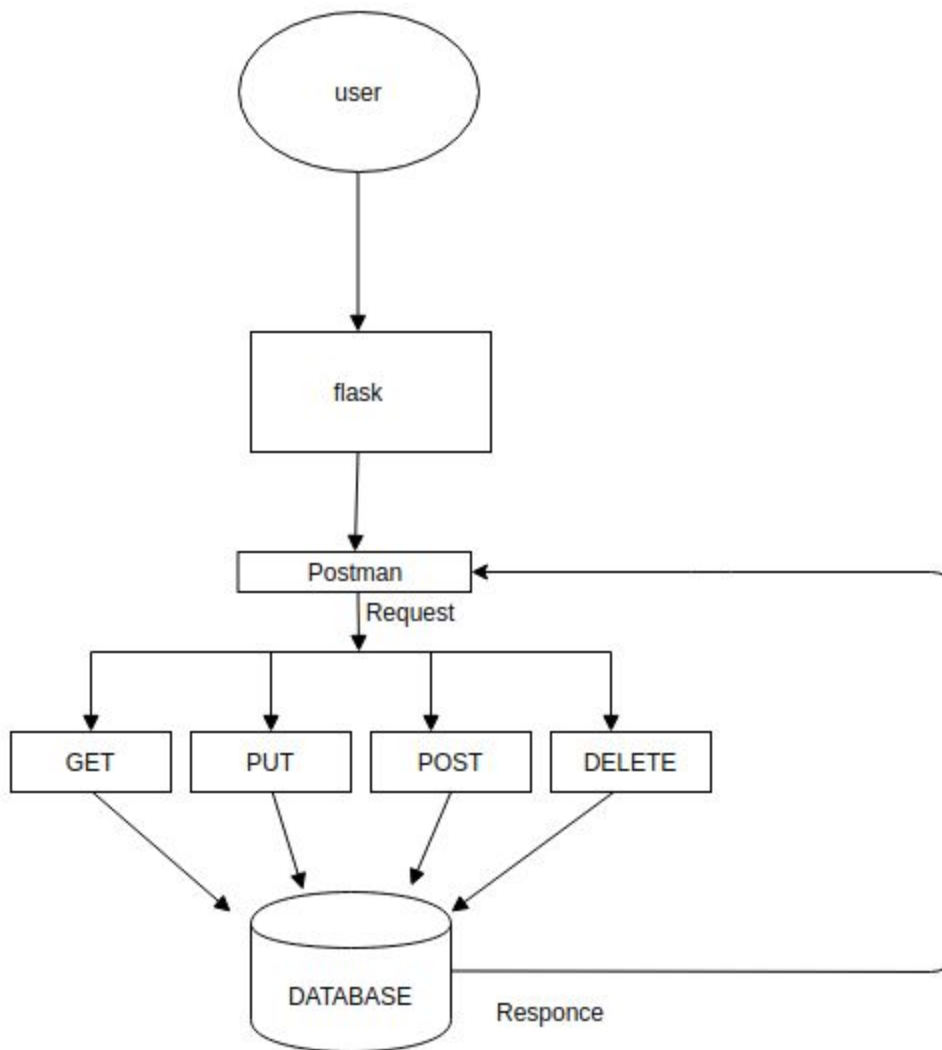 user
flask
Postman
Request
GET
PUT
POST
DELETE
DATABASE
Responce